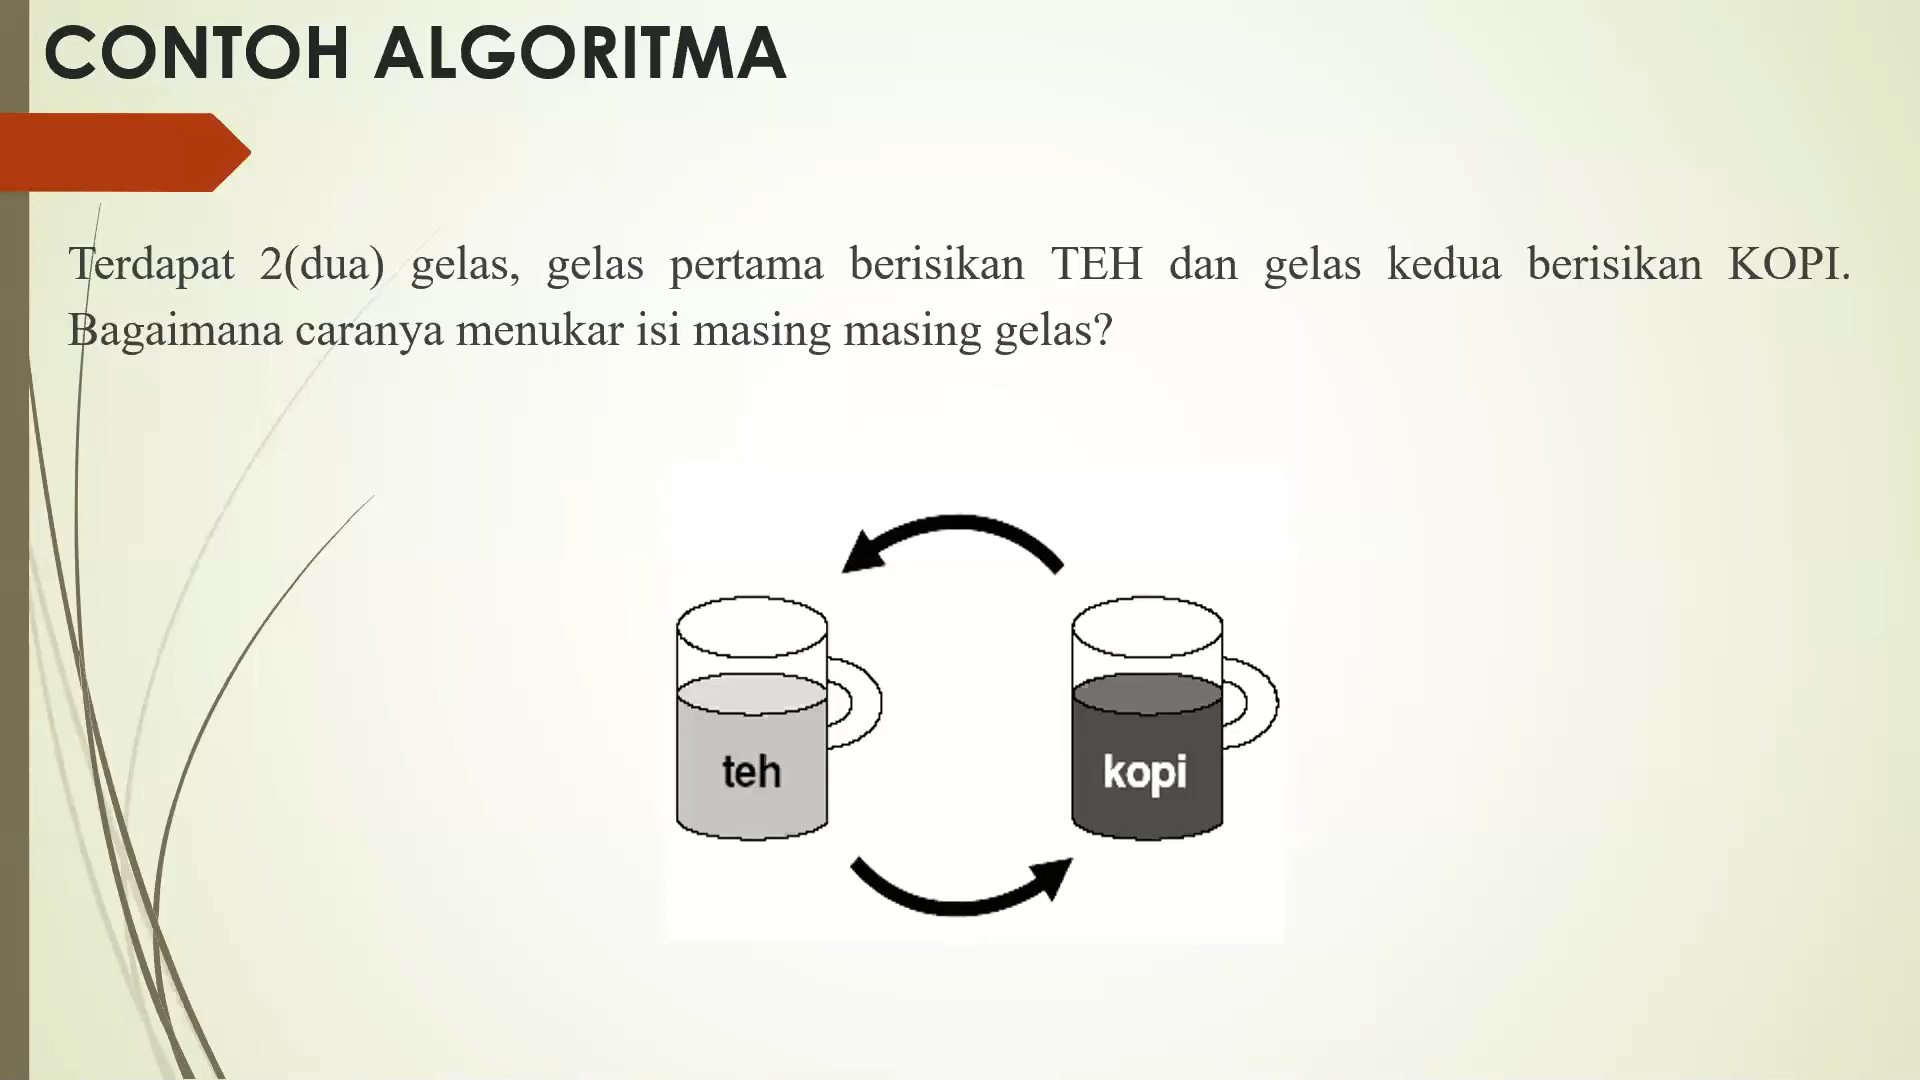 CONTOH ALGORITMA
Terdapat 2(dua) gelas, gelas pertama berisikan TEH dan gelas kedua berisikan KOPI.
Bagaimana caranya menukar isi masing masing gelas?
teh
kopi